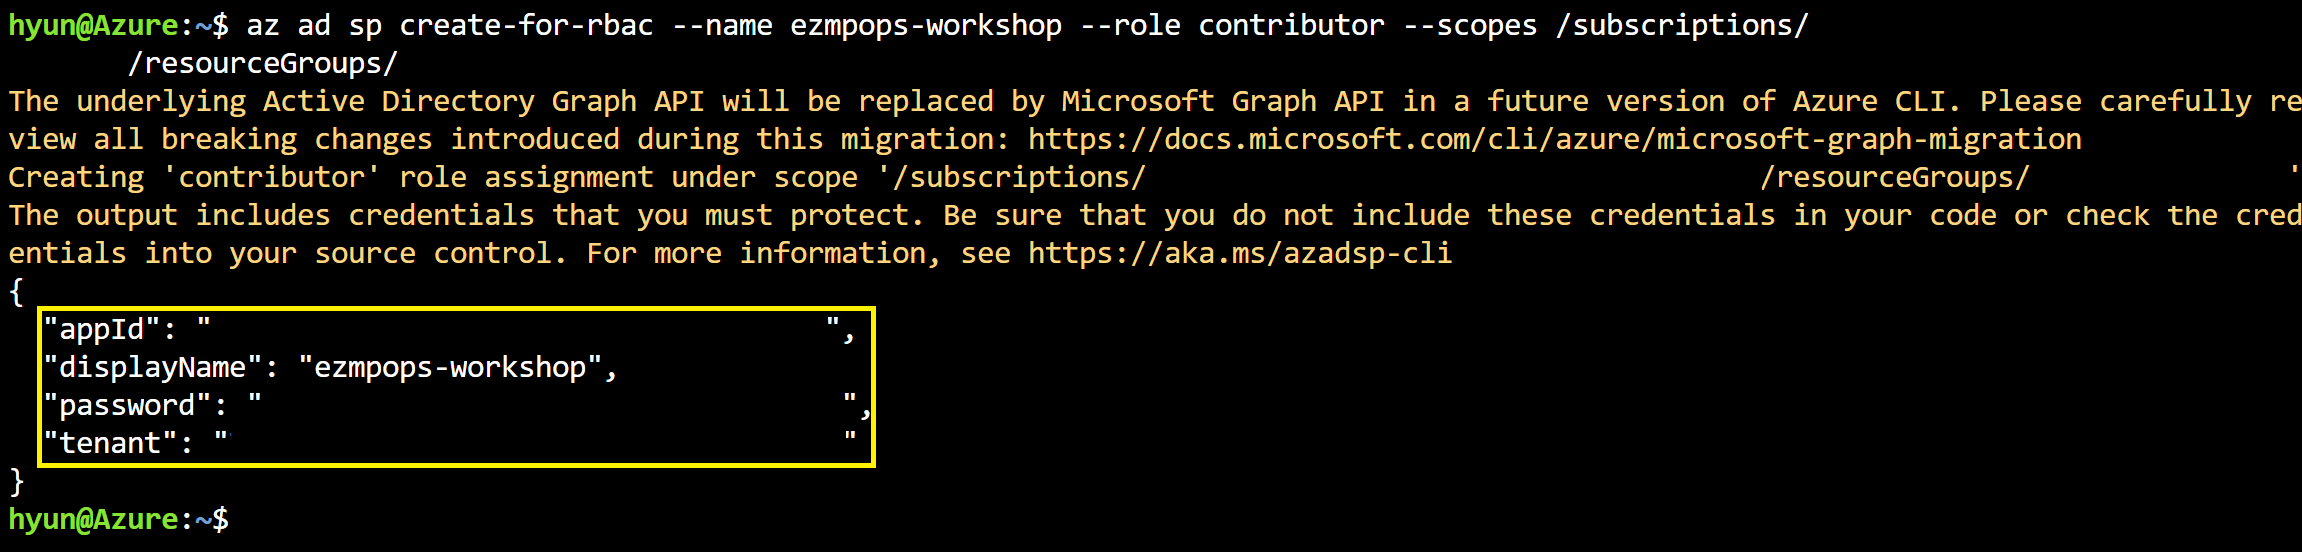 hyun@Azure:~$ az ad sp create-for-rbac --name ezmpops-workshop --role contributor --scopes /subscriptions/
/resourceGroups/
The underlying Active Directory Graph API will be replaced by Microsoft Graph API in a future version of Azure CLI. Please carefully re
view all breaking changes introduced during this migration: https://docs.microsoft.com/cli/azure/microsoft-graph-migration
Creating 'contributor' role assignment under scope '/subscriptions/ /resourceGroups/ '
The output includes credentials that you must protect. Be sure that you do not include these credentials in your code or check the cred
entials into your source control. For more information, see https://aka.ms/azadsp-cli
{
"appId": " ",
"displayName": "ezmpops-workshop",
"password": " ",
"tenant": " "
}
hyun@Azure:~$